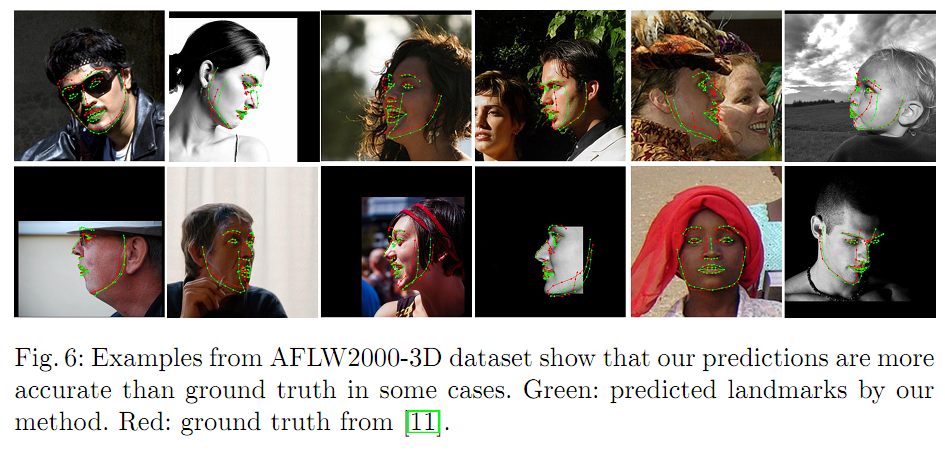 Fig. 6: Examples from AFLW2000-3D dataset show that our predictions are more
accurate than ground truth in some cases. Green: predicted landmarks by our
method. Red: ground truth from [11].